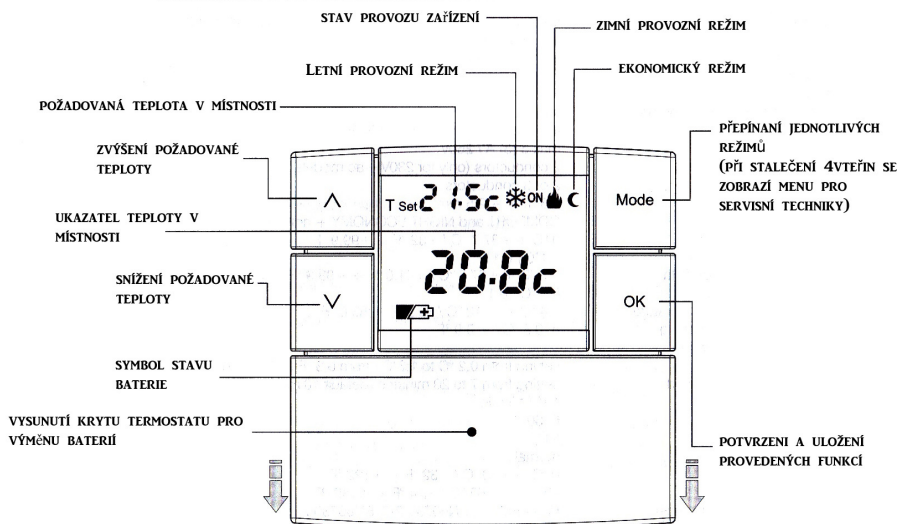 STAV PROVOZU ZAŘÍZENÍ
ZIMNÍ PROVOZNÍ REŽIM
LETNÍ PROVOZNÍ REŽIM
EKONOMICKÝ REŽIM
POŽADOVANÁ TEPLOTA V MÍSTNOSTI
ZVÝŠENÍ POŽADOVANÉ
TEPLOTY
UKAZATEL TEPLOTY V
MÍSTNOSTI
SNÍŽENÍ POŽADOVANÉ
TEPLOTY
SYMBOL STAVU
BATERIE
VYSUNUTÍ KRYTU TERMOSTATU PRO
VÝMĚNU BATERIÍ
T Set 21.5c ON
20.8c
Mode
OK
PŘEPÍNANÍ JEDNOTLIVÝCH
REŽIMŮ
(PŘI STALEČENÍ 4VTEŘIN SE
ZOBRAZÍ MENU PRO
SERVISNÍ TECHNIKY)
POTVRZENI A ULOŽENÍ
PROVEDENÝCH FUNKCÍ